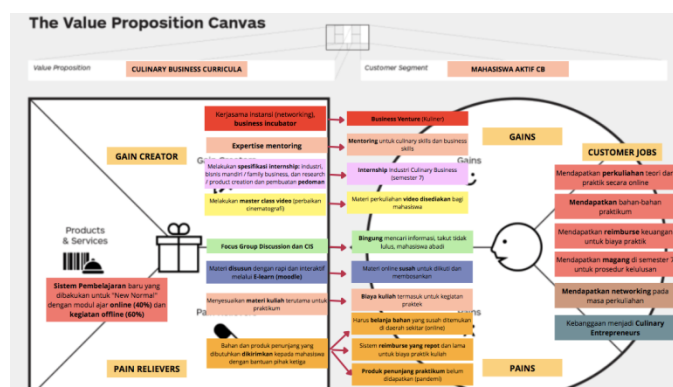 The Value Proposition Canvas
Value Proposition
CULINARY BUSINESS CURRICULA
Customer Segment
MAHASISWA AKTIF CB
GAIN CREATOR
Products
& Services
Sistem Pembelajaran baru yang
dibakukan untuk "New Normal"
dengan modul ajar online (40%) dan
kegiatan offline (60%)
PAIN RELIEVERS
Kerjasama instansi (networking),
business incubator
Expertise mentoring
Melakukan spesifikasi internship: industri,
bisnis mandiri / family business, dan research
/ product creation dan pembuatan pedoman
Melakukan master class video (perbaikan
cinematografi)
Focus Group Discussion dan CIS
Materi disusun dengan rapi dan interaktif
melalui E-learn (moodle)
Menyesuaikan materi kuliah terutama untuk
praktikum
Bahan dan produk penunjang yang
dibutuhkan dikirimkan kepada mahasiswa
dengan bantuan pihak ketiga
Business Venture (Kuliner)
Mentoring untuk culinary skills dan business
skills
Internship Industri Culinary Business
(semester 7)
Materi perkuliahan video disediakan bagi
mahasiswa
Bingung mencari informasi, takut tidak
lulus, mahasiswa abadi
Materi online susah untuk diikuti dan
membosankan
Biaya kuliah termasuk untuk kegiatan
praktek
Harus belanja bahan yang susah ditemukan
di daerah sekitar (online)
Sistem reimburse yang repot dan lama
untuk biaya praktik kuliah
Produk penunjang praktikum belum
didapatkan (pandemi)
GAINS
Gains
PAINS
CUSTOMER JOBS
Mendapatkan perkuliahan teori dan
praktik secara online
Mendapatkan bahan-bahan
praktikum
Mendapatkan reimburse keuangan
untuk biaya praktik
Mendapatkan magang di semester 7
untuk prosedur kelulusan
Mendapatkan networking pada
masa perkuliahan
Kebanggaan menjadi Culinary
Entrepreneurs